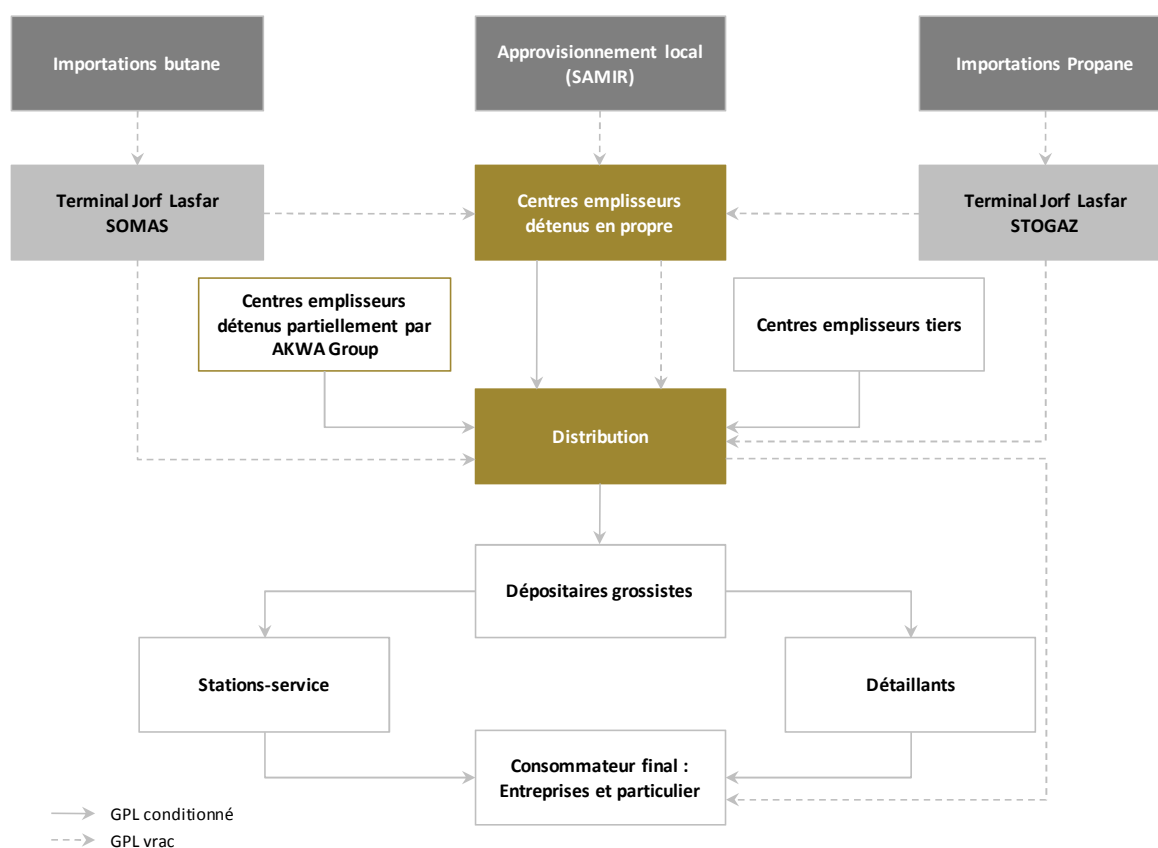 Importations butane
Approvisionnement local
(SAMIR)
Importations Propane
Terminal Jorf Lasfar
SOMAS
Centres emplisseurs
détenus en propre
Terminal Jorf Lasfar
STOGAZ
Centres emplisseurs
détenus partiellement par
AKWA Group
Centres emplisseurs tiers
Distribution
Dépositaires grossistes
Stations-service
Détaillants
Consommateur final :
Entreprises et particulier
GPL conditionné
GPL vrac